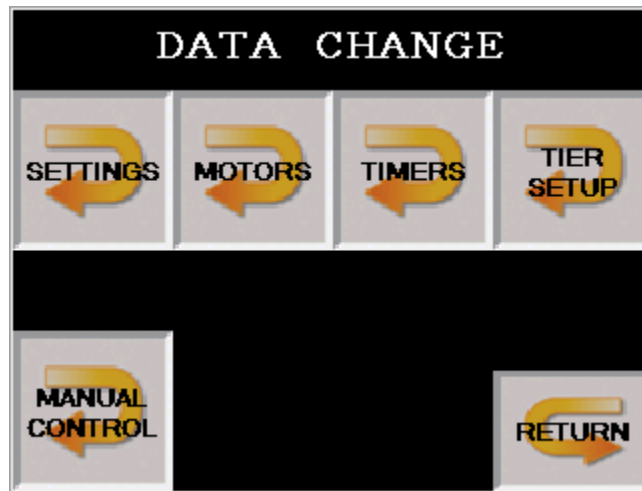 DATA CHANGE
SETTINGS
MOTORS
TIMERS
TIER
SETUP
MANUAL
CONTROL
RETURN